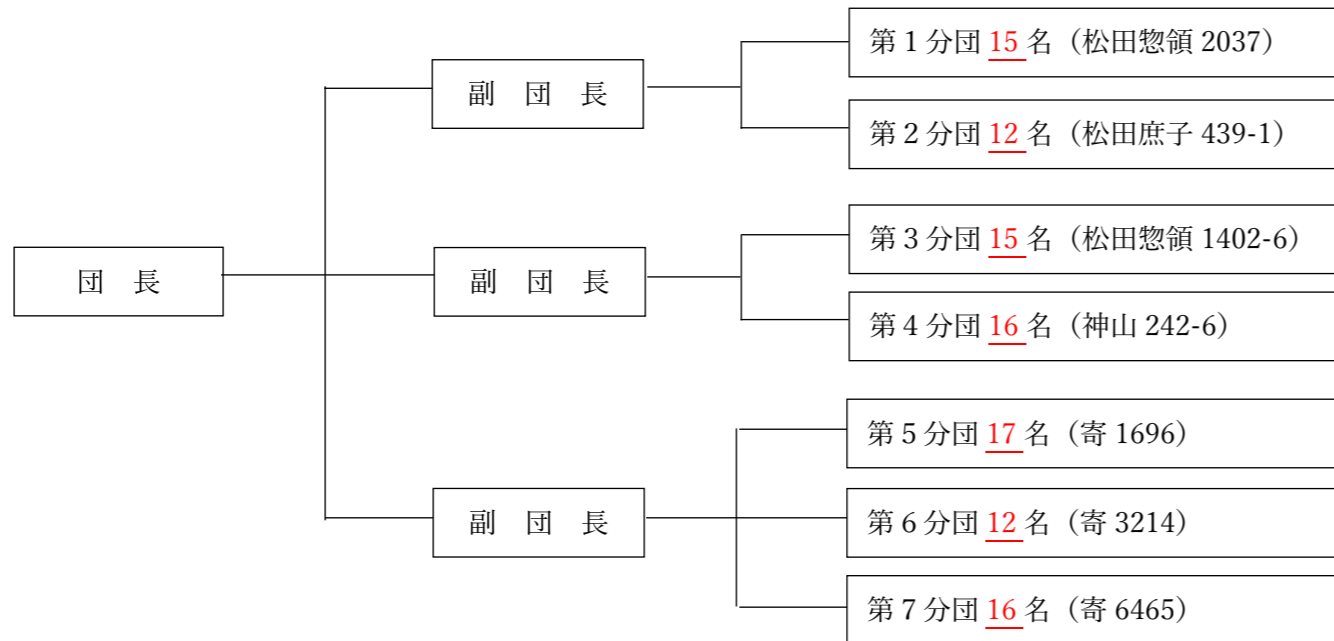 団 長
副 団 長
第1分団 15 名（松田惣領 2037）
第2分団 12 名（松田庶子 439-1）
副 団 長
第3分団 15 名（松田惣領 1402-6）
第4分団 16 名（神山 242-6）
副 団 長
第5分団 17 名（寄 1696）
第6分団 12 名（寄 3214）
第7分団 16 名（寄 6465）